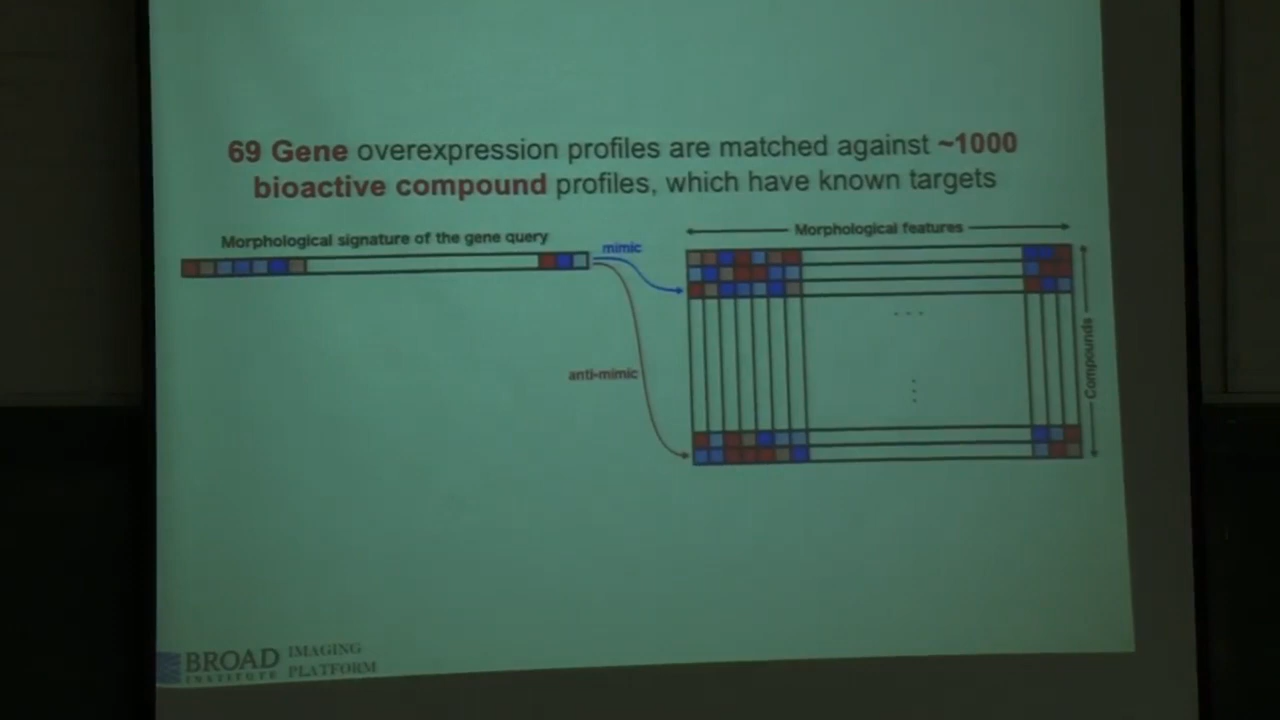 69 Gene overexpression profiles are matched against ~1000
bioactive compound profiles, which have known targets
Morphological signature of the gene query
mimic
Morphological features
anti-mimic
Compounds
BROAD
INSTITUTE
IMAGING
PLATFORM